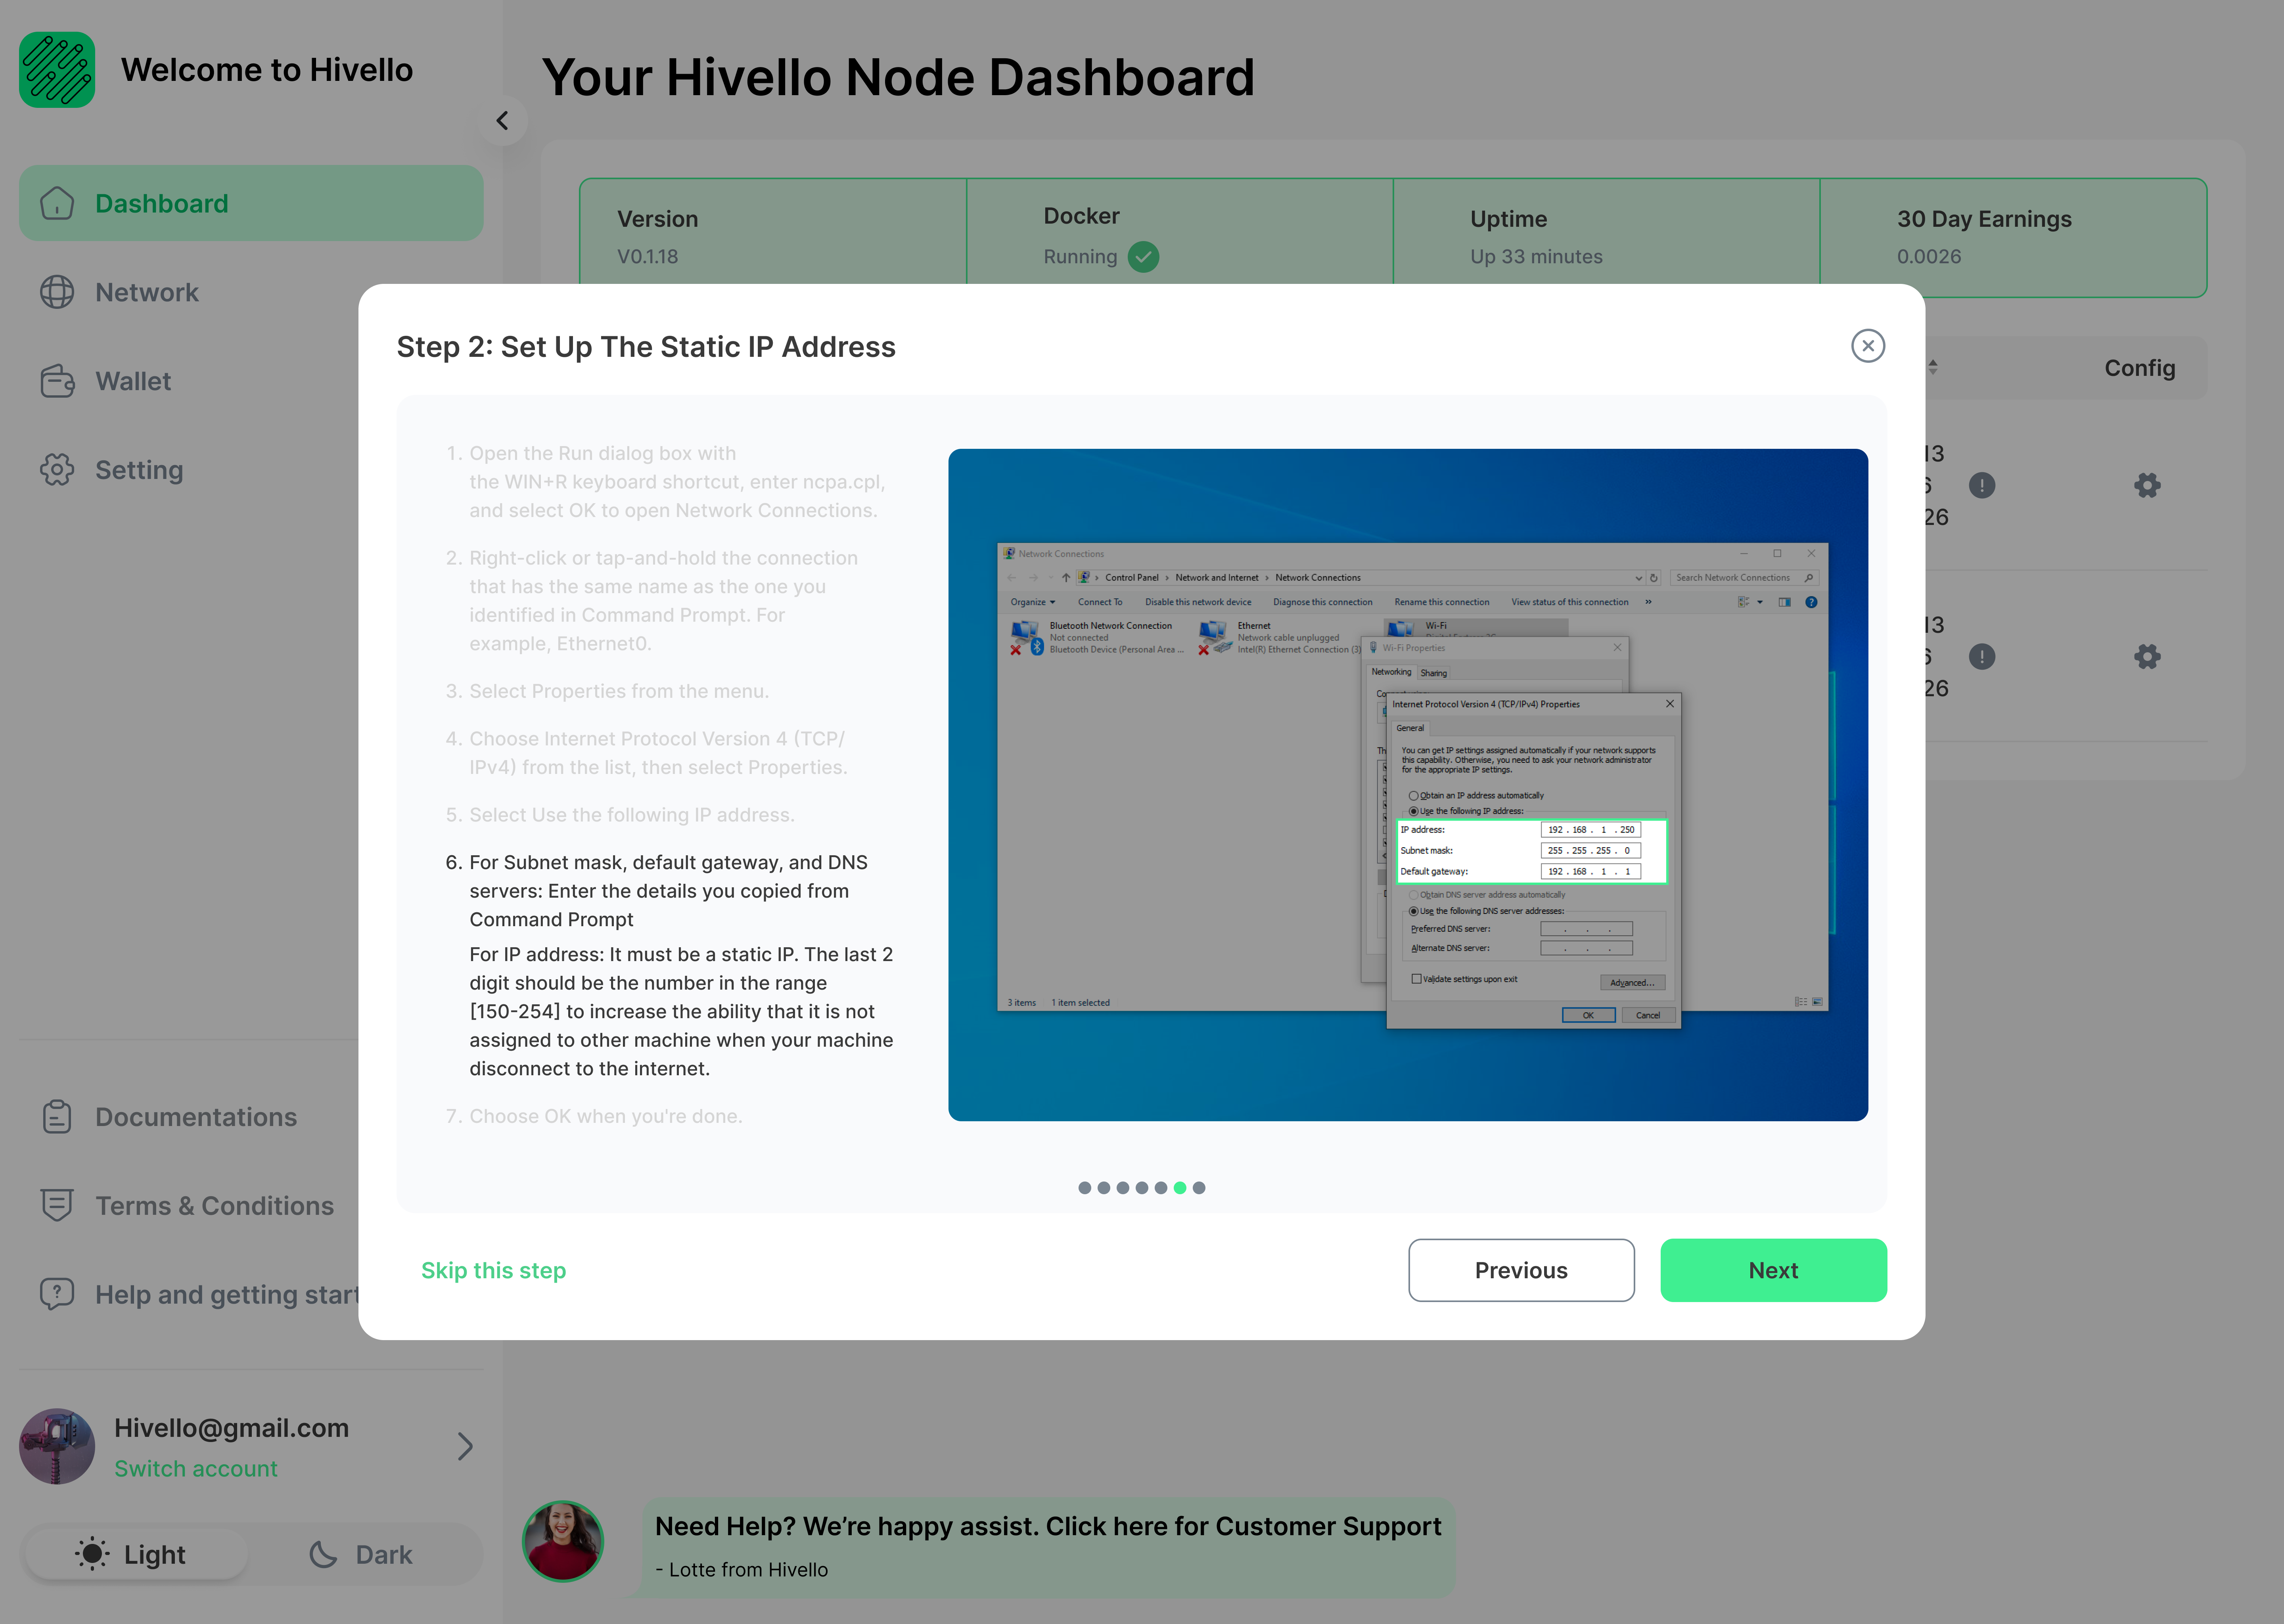 Welcome to Hivello
Dashboard
Network
Wallet
Setting
Documentations
Terms & Conditions
Help and getting start
Hivello@gmail.com
Switch account
Light
Dark
Your Hivello Node Dashboard
Version
V0.1.18
Docker
Running
Uptime
Up 33 minutes
30 Day Earnings
0.0026
Config
13
26
13
26
Step 2: Set Up The Static IP Address
1. Open the Run dialog box with
the WIN+R keyboard shortcut, enter ncpa.cpl,
and select OK to open Network Connections.
2. Right-click or tap-and-hold the connection
that has the same name as the one you
identified in Command Prompt. For
example, Ethernet0.
3. Select Properties from the menu.
4. Choose Internet Protocol Version 4 (TCP/
IPv4) from the list, then select Properties.
5. Select Use the following IP address.
6. For Subnet mask, default gateway, and DNS
servers: Enter the details you copied from
Command Prompt
For IP address: It must be a static IP. The last 2
digit should be the number in the range
[150-254] to increase the ability that it is not
assigned to other machine when your machine
disconnect to the internet.
7. Choose OK when you're done.
Network Connections
Control Panel > Network and Internet > Network Connections
Search Network Connections
Organize
Connect To
Disable this network device
Diagnose this connection
Rename this connection
View status of this connection
»
Bluetooth Network Connection
Not connected
Bluetooth Device (Personal Area ...
Ethernet
Network cable unplugged
Intel(R) Ethernet Connection (3)
Wi-Fi
Wi-Fi Properties
Networking
Sharing
Internet Protocol Version 4 (TCP/IPv4) Properties
General
You can get IP settings assigned automatically if your network supports
this capability. Otherwise, you need to ask your network administrator
for the appropriate IP settings.
Obtain an IP address automatically
Use the following IP address:
IP address: 192 . 168 . 1 . 250
Subnet mask: 255 . 255 . 255 . 0
Default gateway: 192 . 168 . 1 . 1
Obtain DNS server address automatically
Use the following DNS server addresses:
Preferred DNS server: . . .
Alternate DNS server: . . .
Validate settings upon exit
Advanced...
OK
Cancel
3 items
1 item selected
Skip this step
Previous
Next
Need Help? We’re happy assist. Click here for Customer Support
- Lotte from Hivello